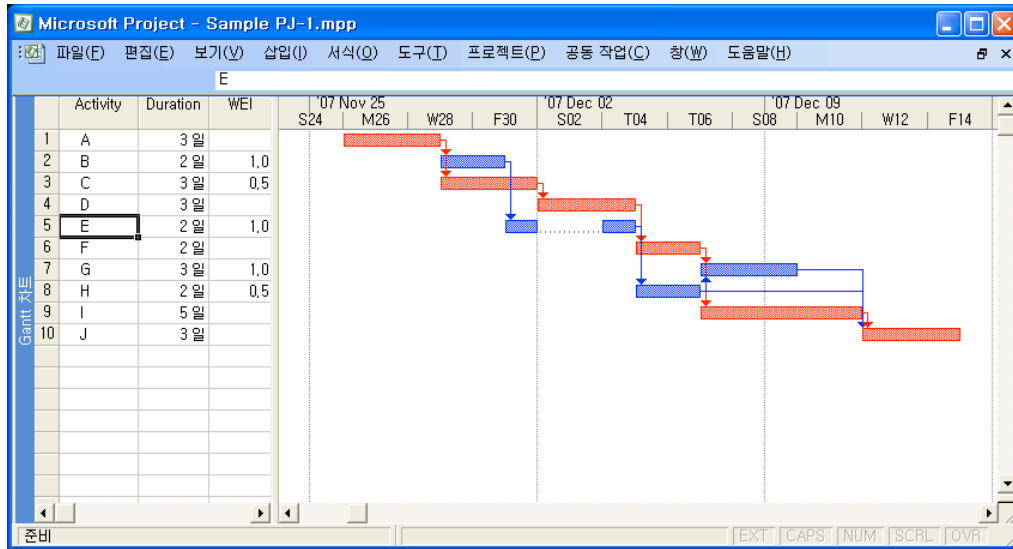 Microsoft Project - Sample PJ-1.mpp
파일(F) 편집(E) 보기(V) 삽입(I) 서식(O) 도구(T) 프로젝트(P) 공동 작업(C) 창(W) 도움말(H)
E
Activity Duration WEI '07 Nov 25 '07 Dec 02 '07 Dec 09
S24 M26 W28 F30 S02 T04 T06 S08 M10 W12 F14
1 A 3 일
2 B 2 일 1,0
3 C 3 일 0,5
4 D 3 일
5 E 2 일 1,0
6 F 2 일
7 G 3 일 1,0
8 H 2 일 0,5
9 I 5 일
10 J 3 일
Gantt 차트
준비 EXT CAPS NUM SCRL OVR